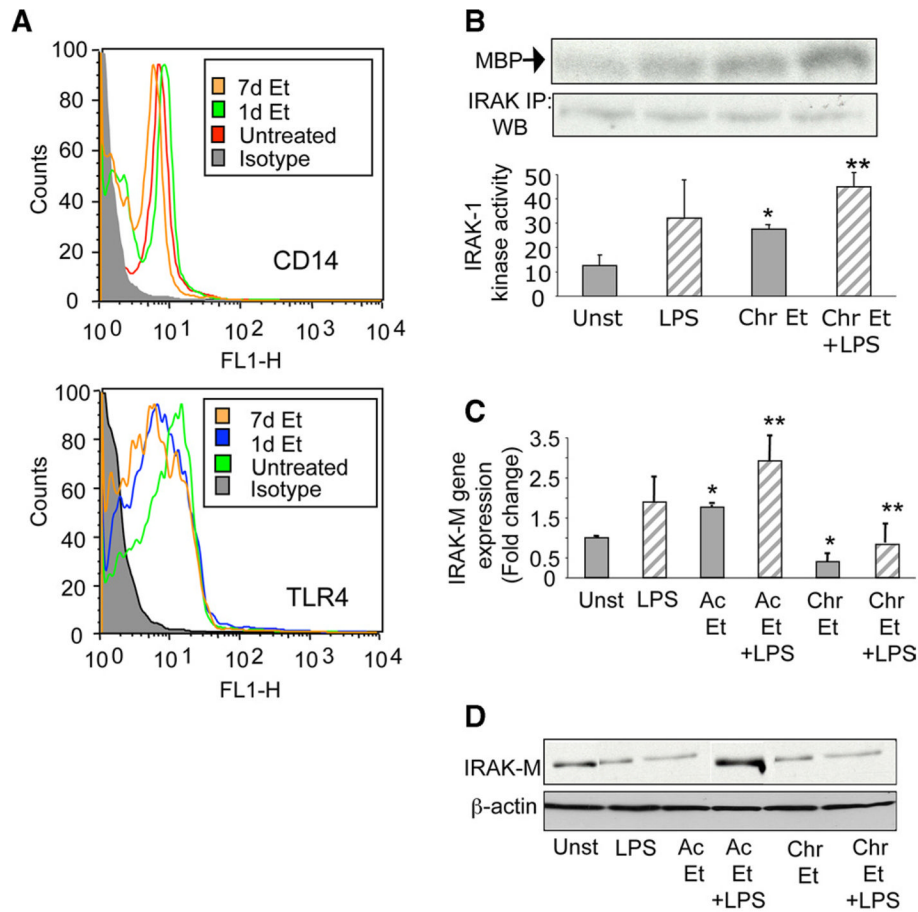 A
100
80
60
40
20
0
Counts
7d Et
1d Et
Untreated
Isotype
CD14
10⁰ 10¹ 10² 10³ 10⁴
FL1-H
100
80
60
40
20
0
Counts
7d Et
1d Et
Untreated
Isotype
TLR4
10⁰ 10¹ 10² 10³ 10⁴
FL1-H
B
MBP
IRAK IP:
WB
IRAK-1
kinase activity
50
40
30
20
10
0
*
**
Unst LPS Chr Et Chr Et
+LPS
C
IRAK-M gene
expression
(Fold change)
3.5
2.5
1.5
0.5
0
*
**
*
**
Unst LPS Ac Ac Chr Chr
Et Et Et Et
+LPS +LPS
D
IRAK-M
β-actin
Unst LPS Ac Ac Chr Chr
Et Et Et Et
+LPS +LPS